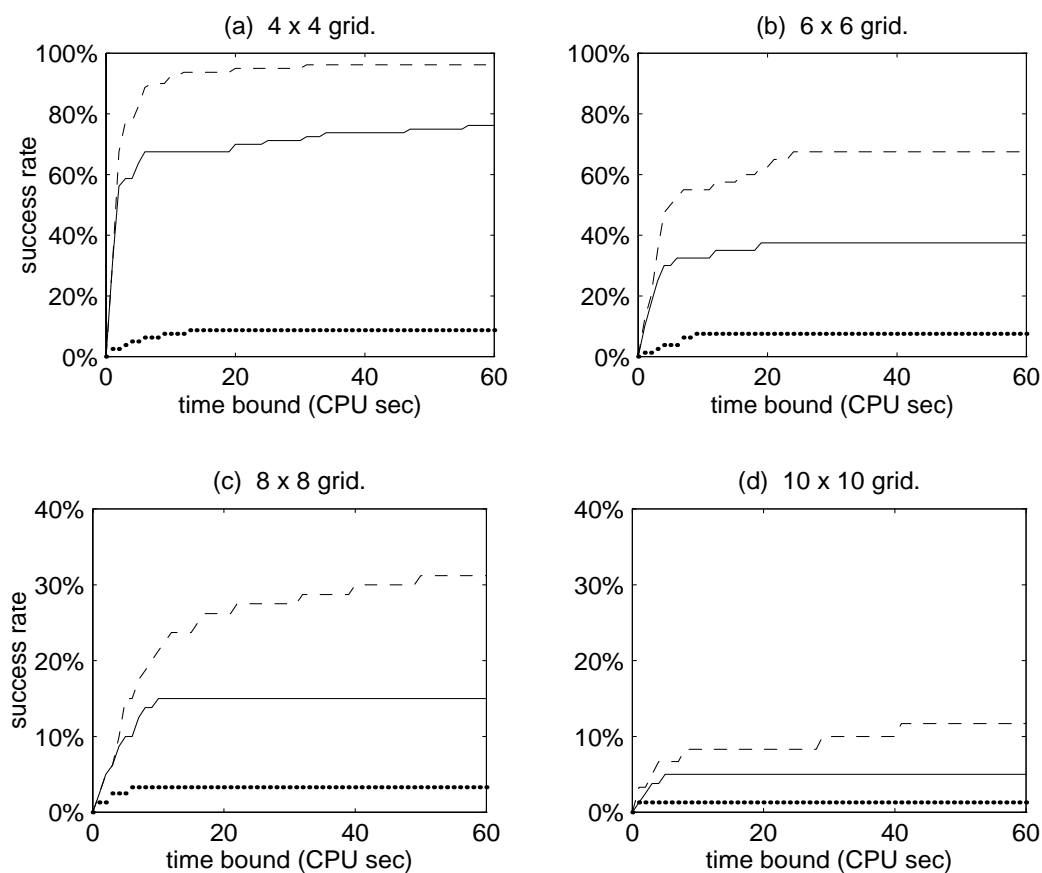 (a) 4 x 4 grid.
100%
80%
60%
40%
20%
0%
success rate
0 20 40 60
time bound (CPU sec)
(b) 6 x 6 grid.
100%
80%
60%
40%
20%
0%
0 20 40 60
time bound (CPU sec)
(c) 8 x 8 grid.
40%
30%
20%
10%
0%
success rate
0 20 40 60
time bound (CPU sec)
(d) 10 x 10 grid.
40%
30%
20%
10%
0%
0 20 40 60
time bound (CPU sec)